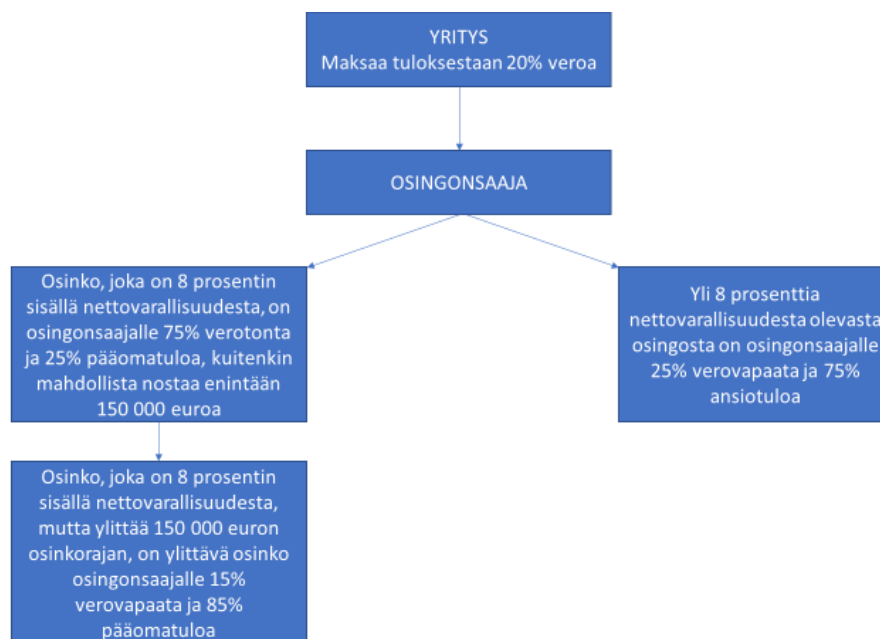 YRITYS
Maksaa tuloksestaan 20% veroa
OSINGONSAAJA
Osinko, joka on 8 prosentin
sisällä nettovarallisuudesta, on
osingonsaajalle 75% verotonta
ja 25% pääomatuloa, kuitenkin
mahdollista nostaa enintään
150 000 euroa
Yli 8 prosenttia
nettovarallisuudesta olevasta
osingosta on osingonsaajalle
25% verovapaata ja 75%
ansiotuloa
Osinko, joka on 8 prosentin
sisällä nettovarallisuudesta,
mutta ylittää 150 000 euron
osinkorajan, on ylittävä osinko
osingonsaajalle 15%
verovapaata ja 85%
pääomatuloa